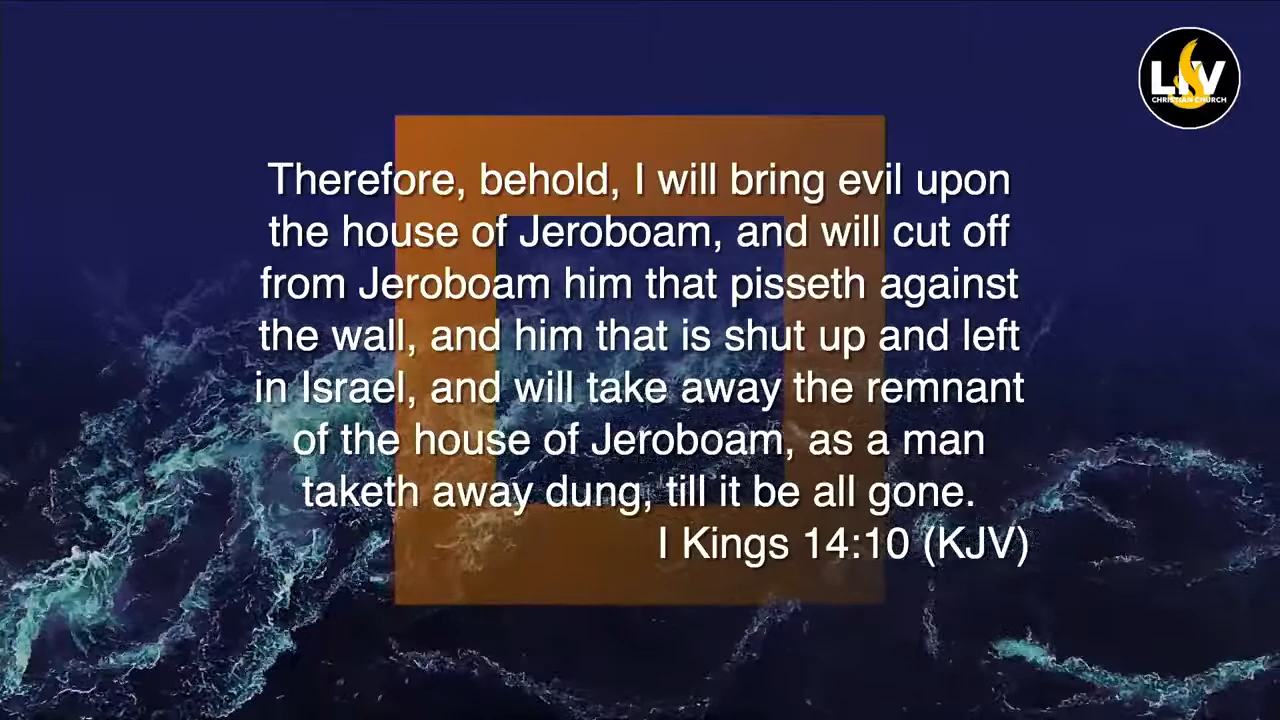 LIV
CHRISTIAN CHURCH
Therefore, behold, I will bring evil upon
the house of Jeroboam, and will cut off
from Jeroboam him that pisseth against
the wall, and him that is shut up and left
in Israel, and will take away the remnant
of the house of Jeroboam, as a man
taketh away dung, till it be all gone.
I Kings 14:10 (KJV)